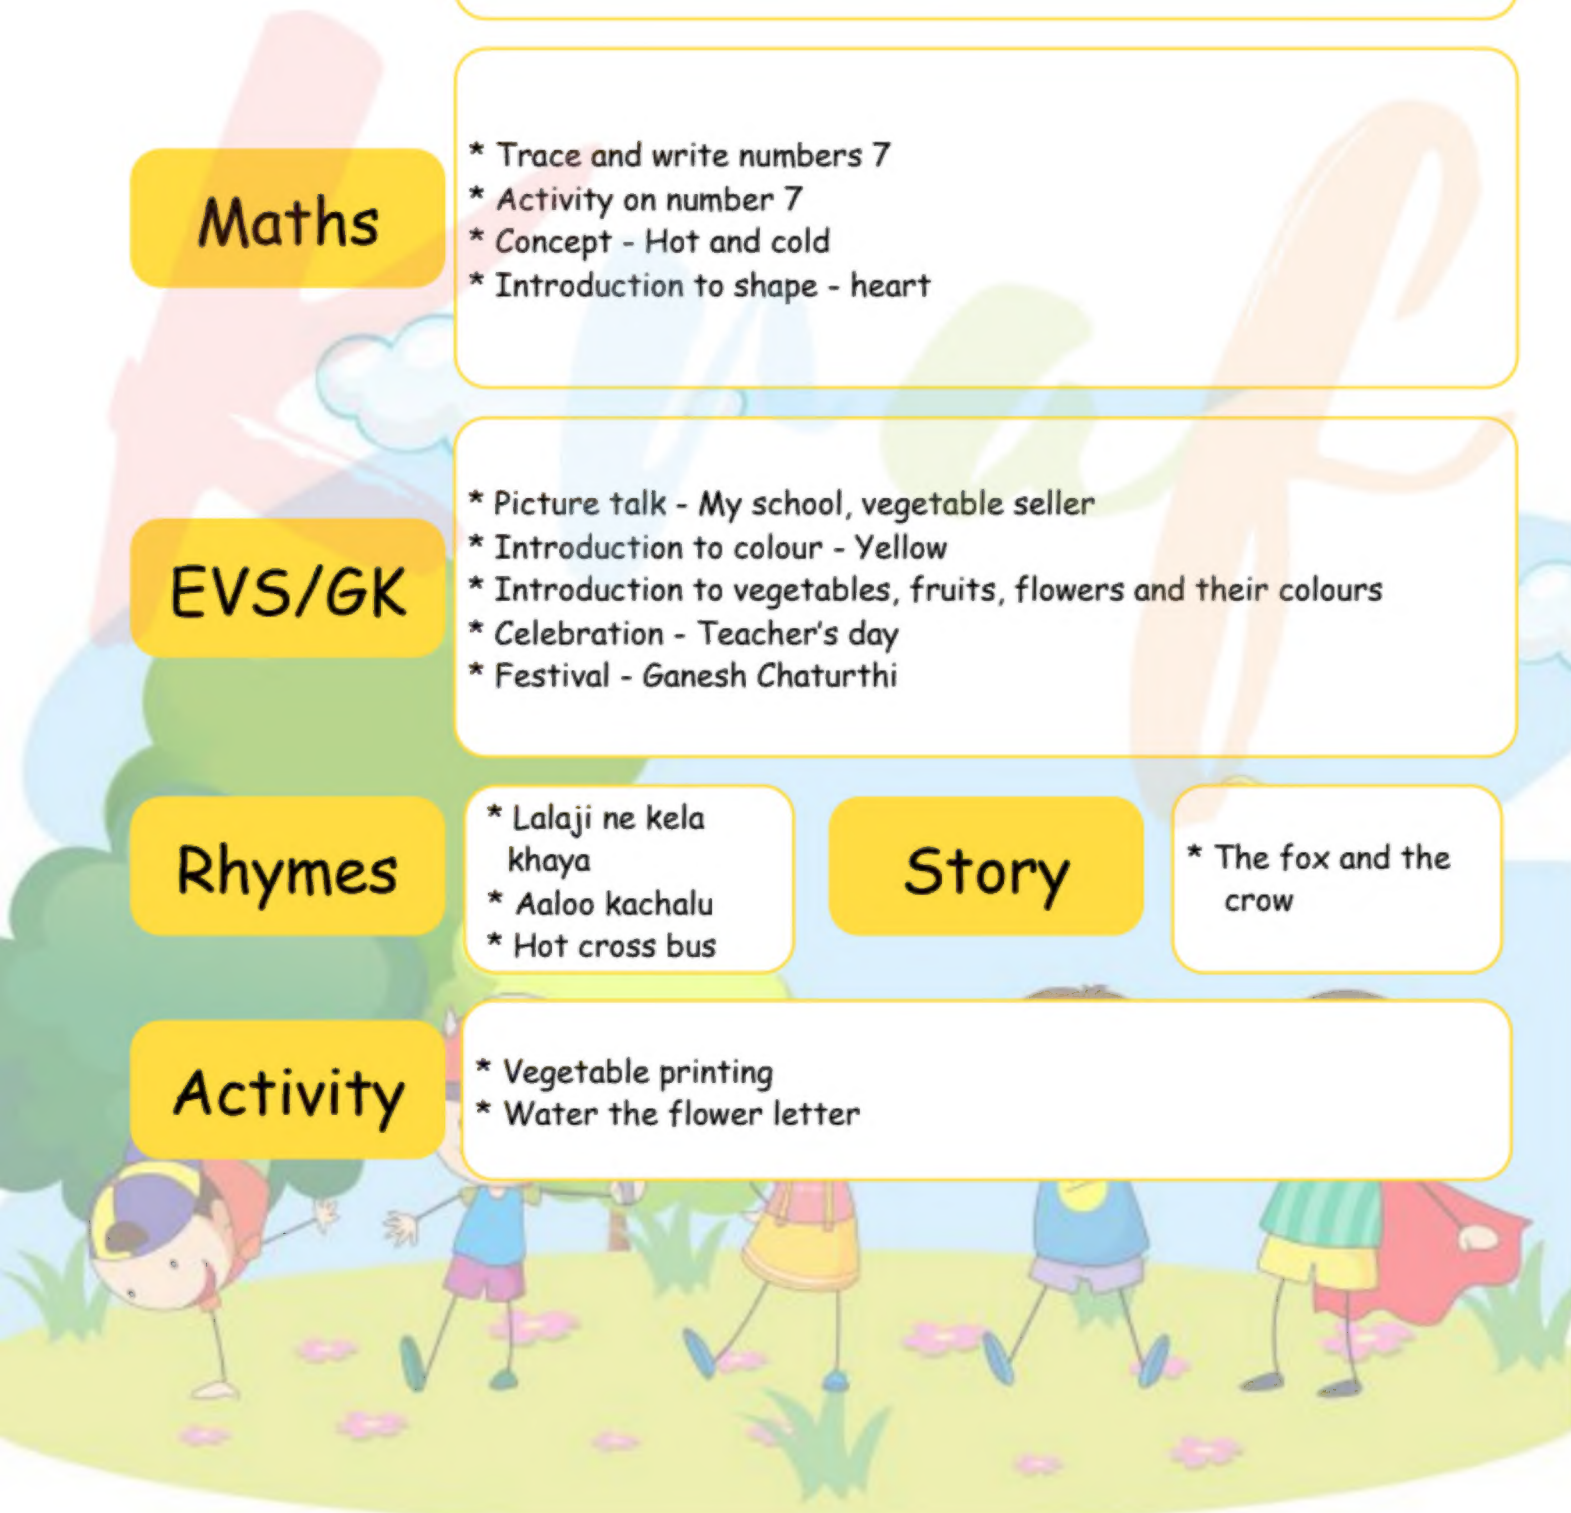 Maths
* Trace and write numbers 7
* Activity on number 7
* Concept - Hot and cold
* Introduction to shape - heart
EVS/GK
* Picture talk - My school, vegetable seller
* Introduction to colour - Yellow
* Introduction to vegetables, fruits, flowers and their colours
* Celebration - Teacher's day
* Festival - Ganesh Chaturthi
Rhymes
* Lalaji ne kela
khaya
* Aaloo kachalu
* Hot cross bus
Story
* The fox and the
crow
Activity
* Vegetable printing
* Water the flower letter
Kraf